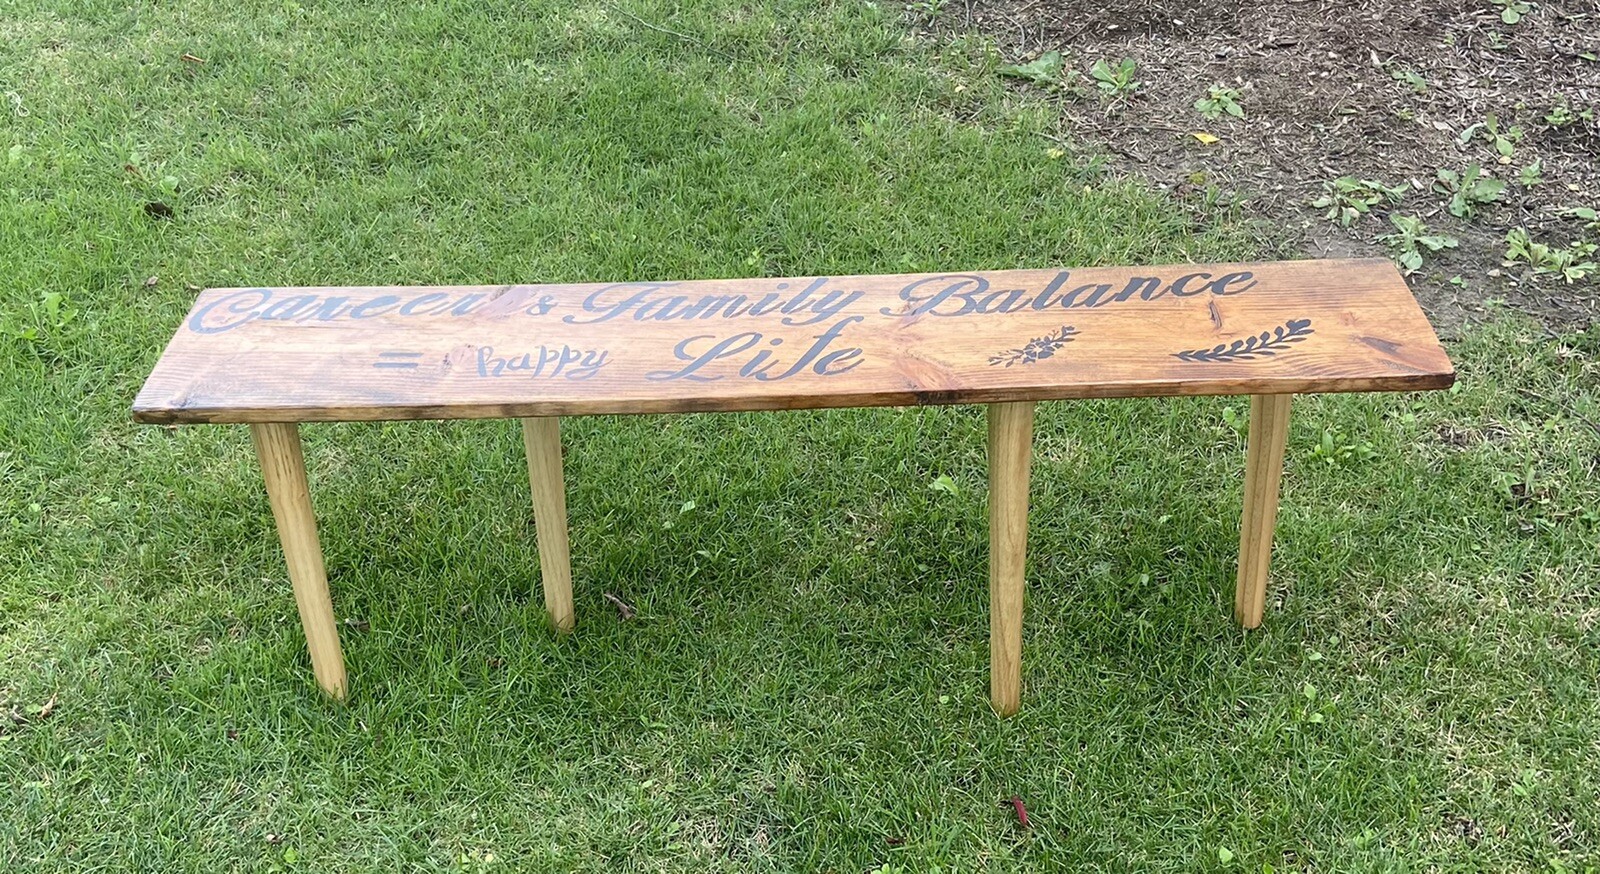 Career & Family Balance
= happy Life